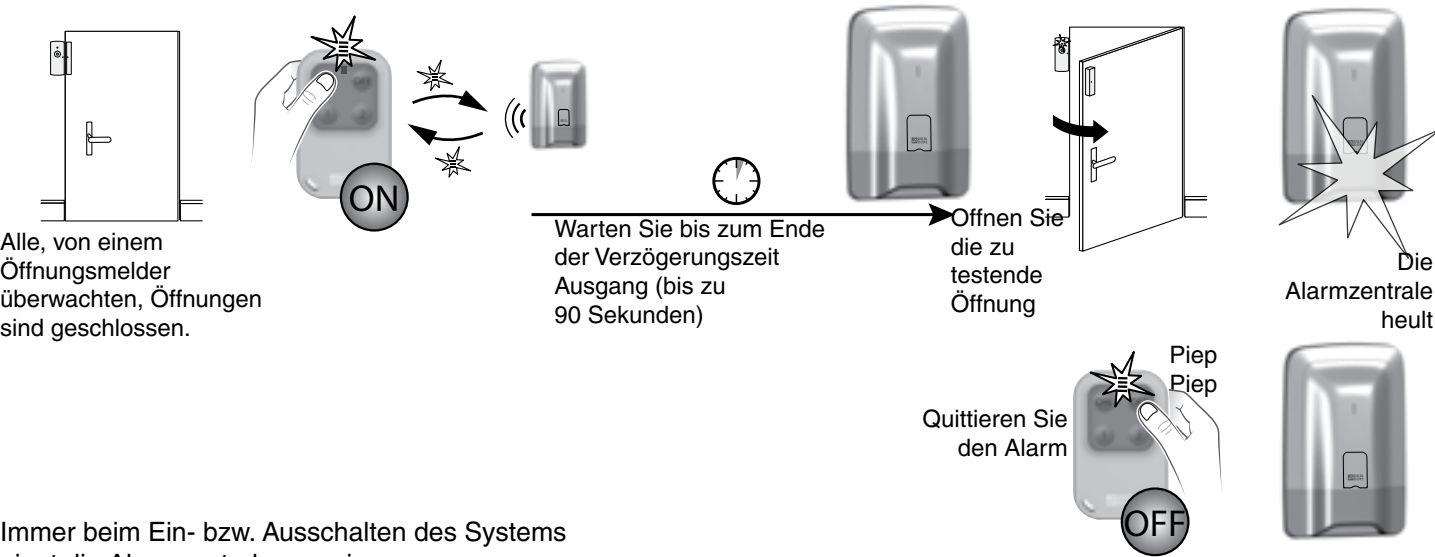 ON
Alle, von einem
Öffnungsmelder
überwachten, Öffnungen
sind geschlossen.
Warten Sie bis zum Ende
der Verzögerungszeit
Ausgang (bis zu
90 Sekunden)
Öffnen Sie
die zu
testende
Öffnung
Die
Alarmzentrale
heult
Piep
Piep
Quittieren Sie
den Alarm
OFF
Immer beim Ein- bzw. Ausschalten des Systems